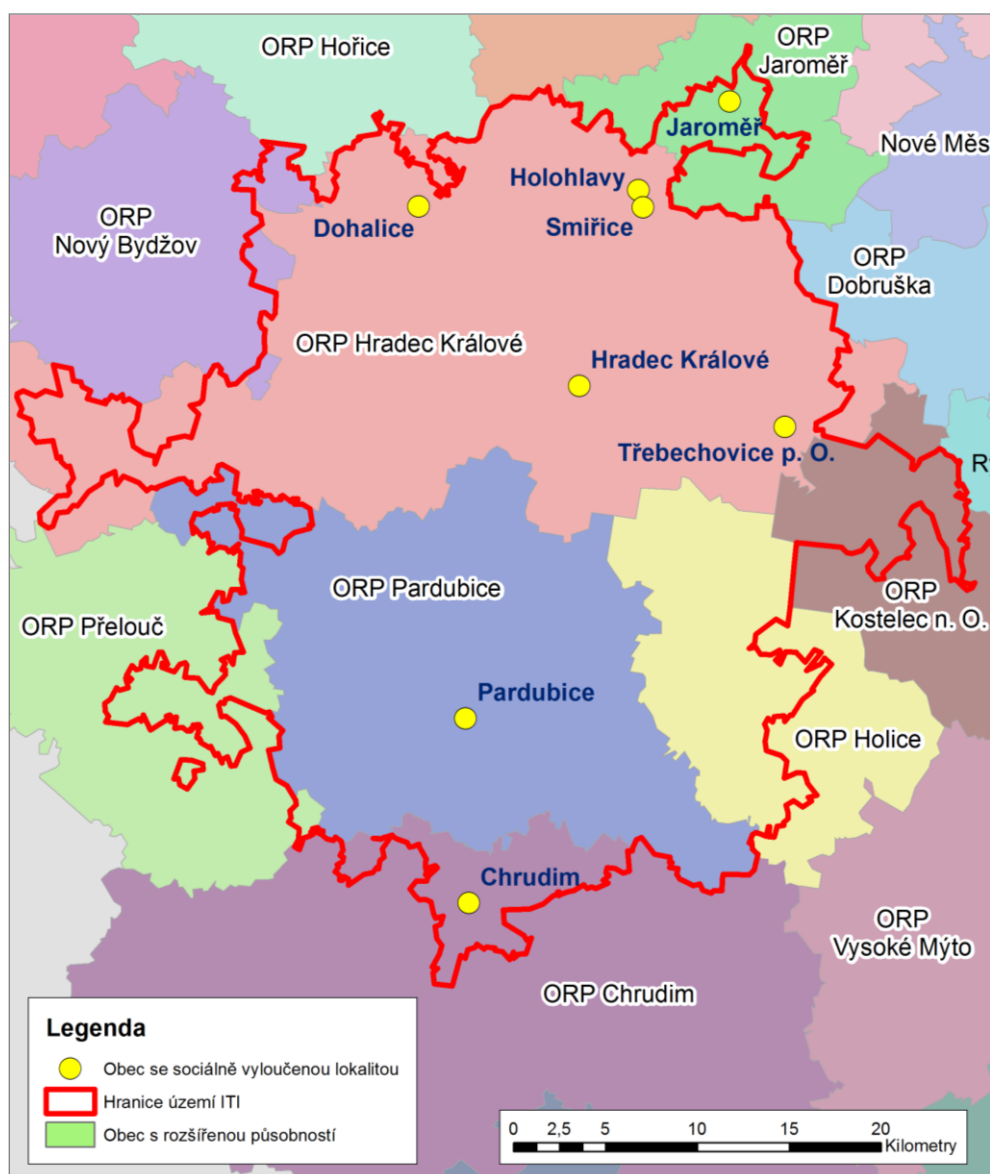 ORP Hořice
ORP
Jaroměř
Jaroměř
Nové Měs
Holohlavy
Smiřice
Dohalice
ORP
Nový Bydžov
ORP
Dobruška
ORP Hradec Králové
Hradec Králové
Třebechovice p. O.
ORP Pardubice
ORP
Kostelec n. O.
ORP Přelouč
Pardubice
ORP Holice
Chrudim
ORP
Vysoké Mýto
ORP Chrudim
Legenda
Obec se sociálně vyloučenou lokalitou
Hranice území ITI
Obec s rozšířenou působností
0 2,5 5 10 15 20
Kilometry